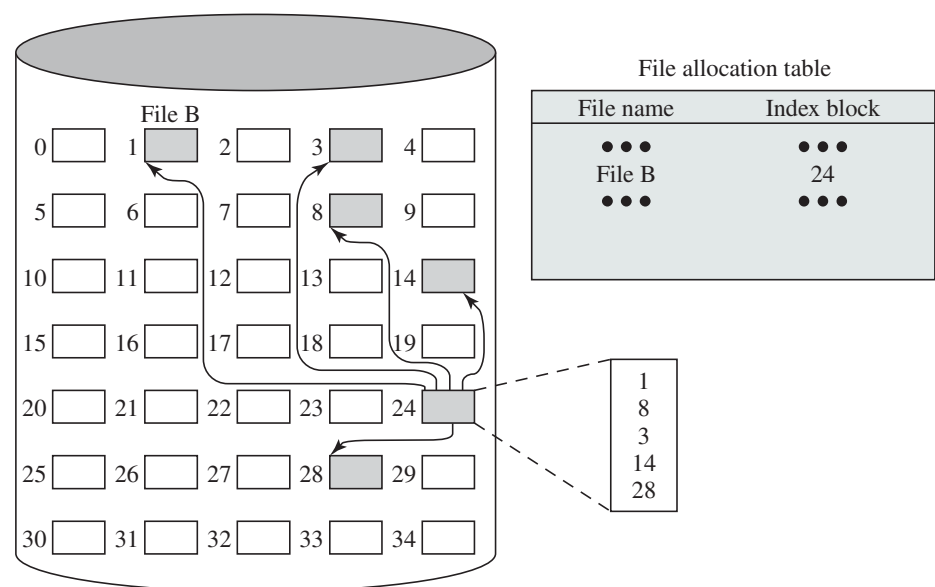 File allocation table
File name Index block
••• •••
File B 24
••• •••
File B
0 1 2 3 4
5 6 7 8 9
10 11 12 13 14
15 16 17 18 19
20 21 22 23 24
25 26 27 28 29
30 31 32 33 34
1
8
3
14
28